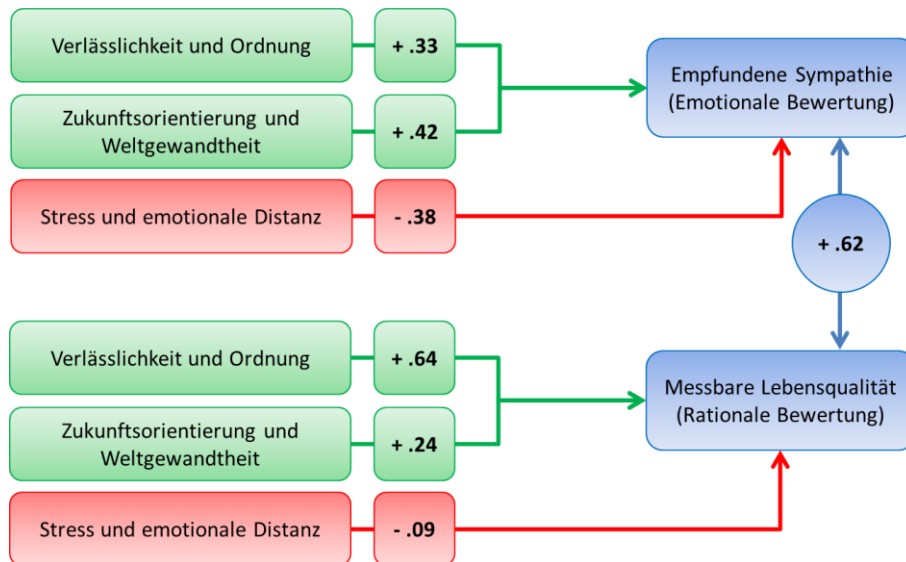 Verlässlichkeit und Ordnung
+ .33
Zukunftsorientierung und
Weltgewandtheit
+ .42
Stress und emotionale Distanz
- .38
Empfundene Sympathie
(Emotionale Bewertung)
+ .62
Verlässlichkeit und Ordnung
+ .64
Zukunftsorientierung und
Weltgewandtheit
+ .24
Stress und emotionale Distanz
- .09
Messbare Lebensqualität
(Rationale Bewertung)